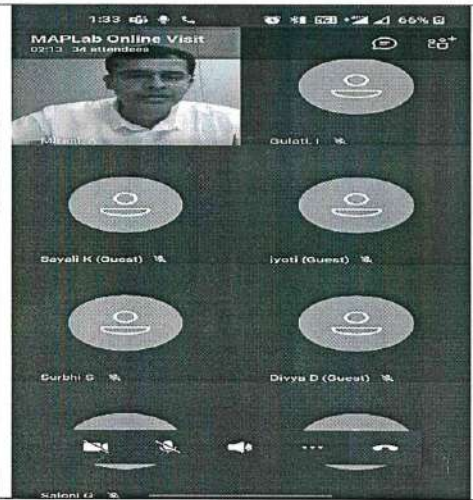 1:33
66%
MAPLab Online Visit
02:13 34 attendees
Gulati, I
Sayali K (Guest)
jyoti (Guest)
Surbhi S
Divya D (Guest)
Saloni G